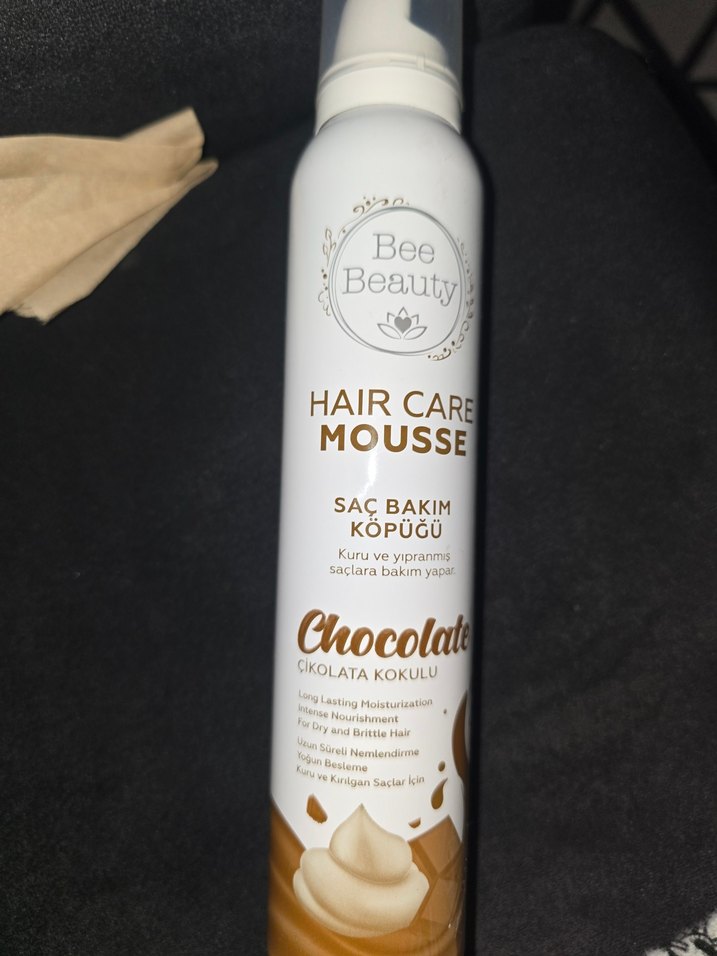 Bee
Beauty
HAIR CARE
MOUSSE
SAÇ BAKIM
KÖPÜĞÜ
Kuru ve yıpranmış
saçlara bakım yapar.
Chocolate
ÇİKOLATA KOKULU
Long Lasting Moisturization
Intense Nourishment
For Dry and Brittle Hair
Uzun Süreli Nemlendirme
Yoğun Besleme
Kuru ve Kırılgan Saçlar İçin